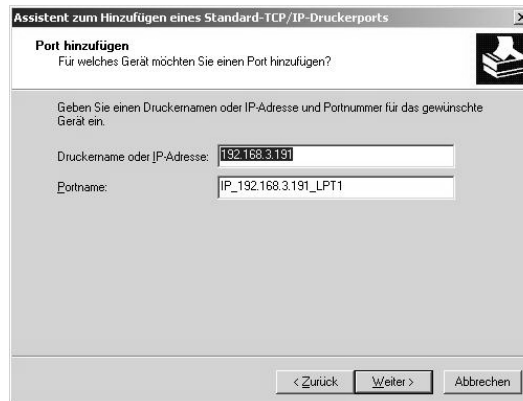 Assistent zum Hinzufügen eines Standard-TCP/IP-Druckerports
Port hinzufügen
Für welches Gerät möchten Sie einen Port hinzufügen?
Geben Sie einen Druckernamen oder IP-Adresse und Portnummer für das gewünschte
Gerät ein.
Druckername oder IP-Adresse: 192.168.3.191
Portname: IP_192.168.3.191_LPT1
< Zurück Weiter > Abbrechen